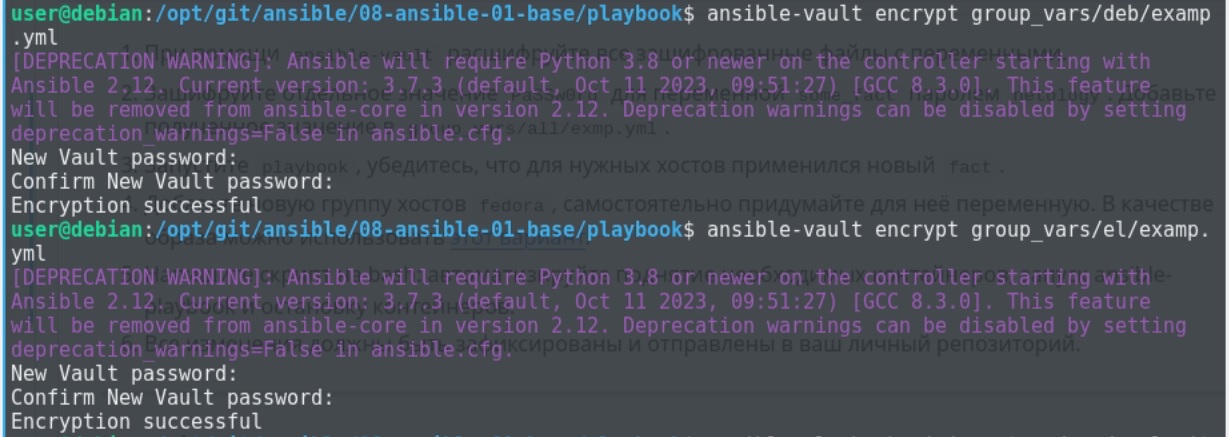 user@debian:/opt/git/ansible/08-ansible-01-base/playbook$ ansible-vault encrypt group_vars/deb/examp
.yml
[DEPRECATION WARNING]: Ansible will require Python 3.8 or newer on the controller starting with
Ansible 2.12. Current version: 3.7.3 (default, Oct 11 2023, 09:51:27) [GCC 8.3.0]. This feature
will be removed from ansible-core in version 2.12. Deprecation warnings can be disabled by setting
deprecation_warnings=False in ansible.cfg.
New Vault password:
Confirm New Vault password:
Encryption successful
user@debian:/opt/git/ansible/08-ansible-01-base/playbook$ ansible-vault encrypt group_vars/el/examp.
yml
[DEPRECATION WARNING]: Ansible will require Python 3.8 or newer on the controller starting with
Ansible 2.12. Current version: 3.7.3 (default, Oct 11 2023, 09:51:27) [GCC 8.3.0]. This feature
will be removed from ansible-core in version 2.12. Deprecation warnings can be disabled by setting
deprecation_warnings=False in ansible.cfg.
New Vault password:
Confirm New Vault password:
Encryption successful